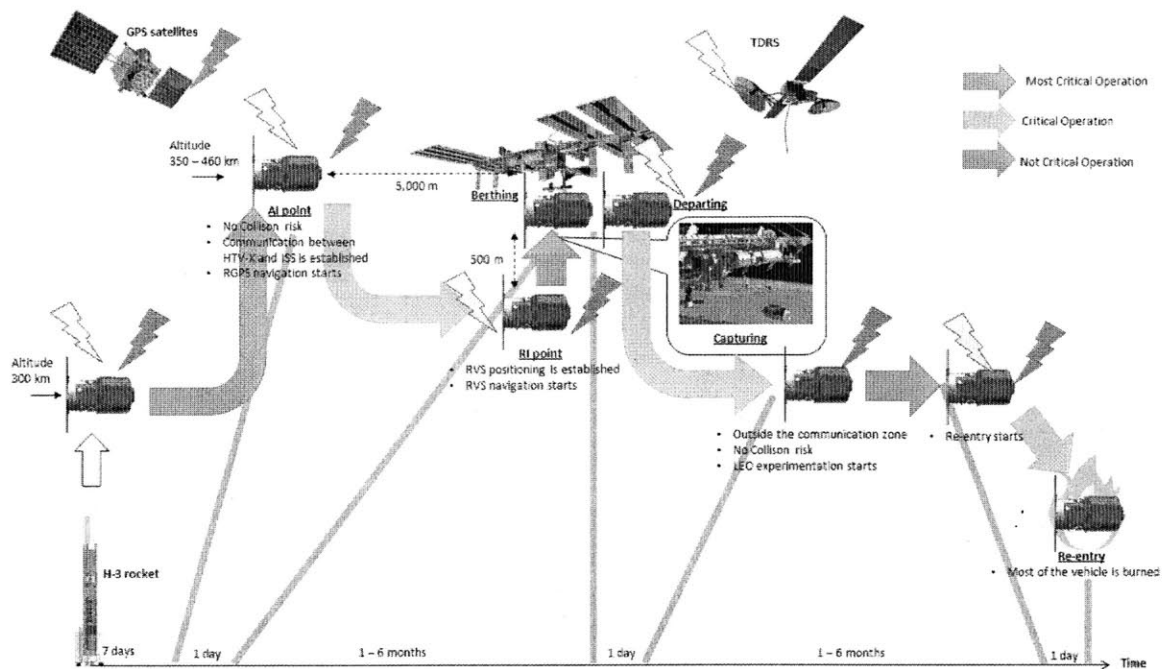 GPS satellites
TDRS
Most Critical Operation
Critical Operation
Not Critical Operation
Altitude
350 – 460 km
5,000 m
Berthing
Departing
AI point
• No Collison risk
• Communication between
HTV-X and ISS is established
• RGPS navigation starts
500 m
Capturing
Altitude
300 km
RI point
• RVS positioning is established
• RVS navigation starts
• Outside the communication zone
• No Collison risk
• LEO experimentation starts
• Re-entry starts
H-3 rocket
Re-entry
• Most of the vehicle is burned
7 days
1 day
1 – 6 months
1 day
1 – 6 months
1 day
Time